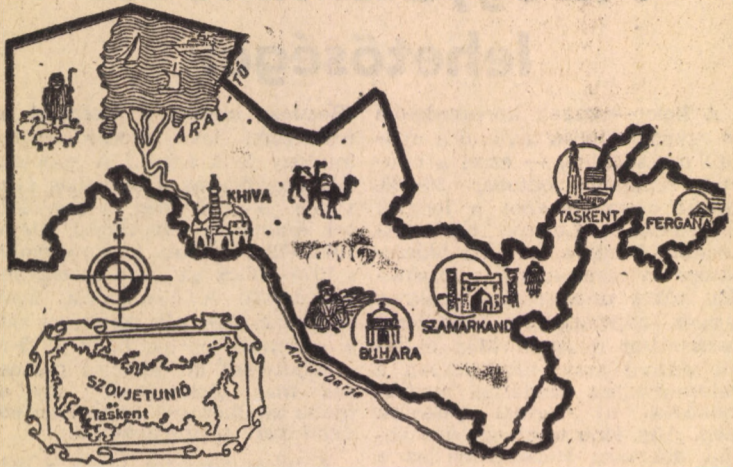 ARAL-TÓ
KHIVA
TASKENT
FERGANA
É
SZAMARKAND
BUHARA
Amu-Darja
SZOVJETUNIÓ
Taskent